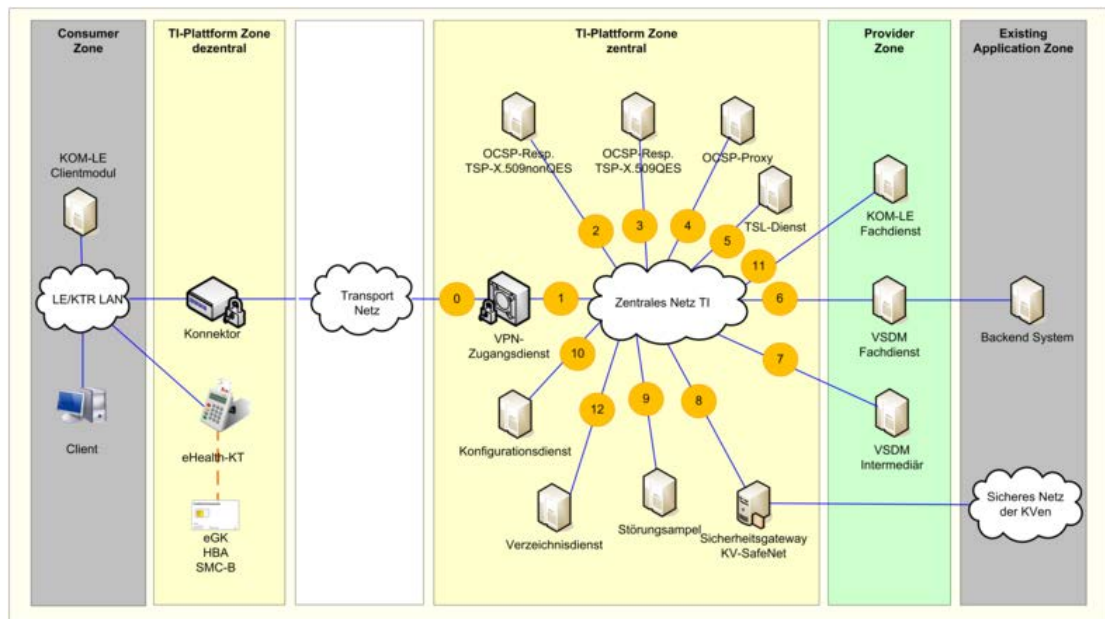 Consumer
Zone
TI-Plattform Zone
dezentral
TI-Plattform Zone
zentral
Provider
Zone
Existing
Application Zone
KOM-LE
Clientmodul
LE/KTR LAN
Client
Konnektor
eHealth-KT
eGK
HBA
SMC-B
Transport
Netz
0
VPN-
Zugangsdienst
1
OCSP-Resp.
TSP-X.509nonQES
OCSP-Resp.
TSP-X.509QES
OCSP-Proxy
TSL-Dienst
2
3
4
5
11
6
Zentrales Netz TI
10
12
9
8
7
Konfigurationsdienst
Verzeichnisdienst
Störungsampel
Sicherheitsgateway
KV-SafeNet
KOM-LE
Fachdienst
VSDM
Fachdienst
VSDM
Intermediär
Backend System
Sicheres Netz
der KVen